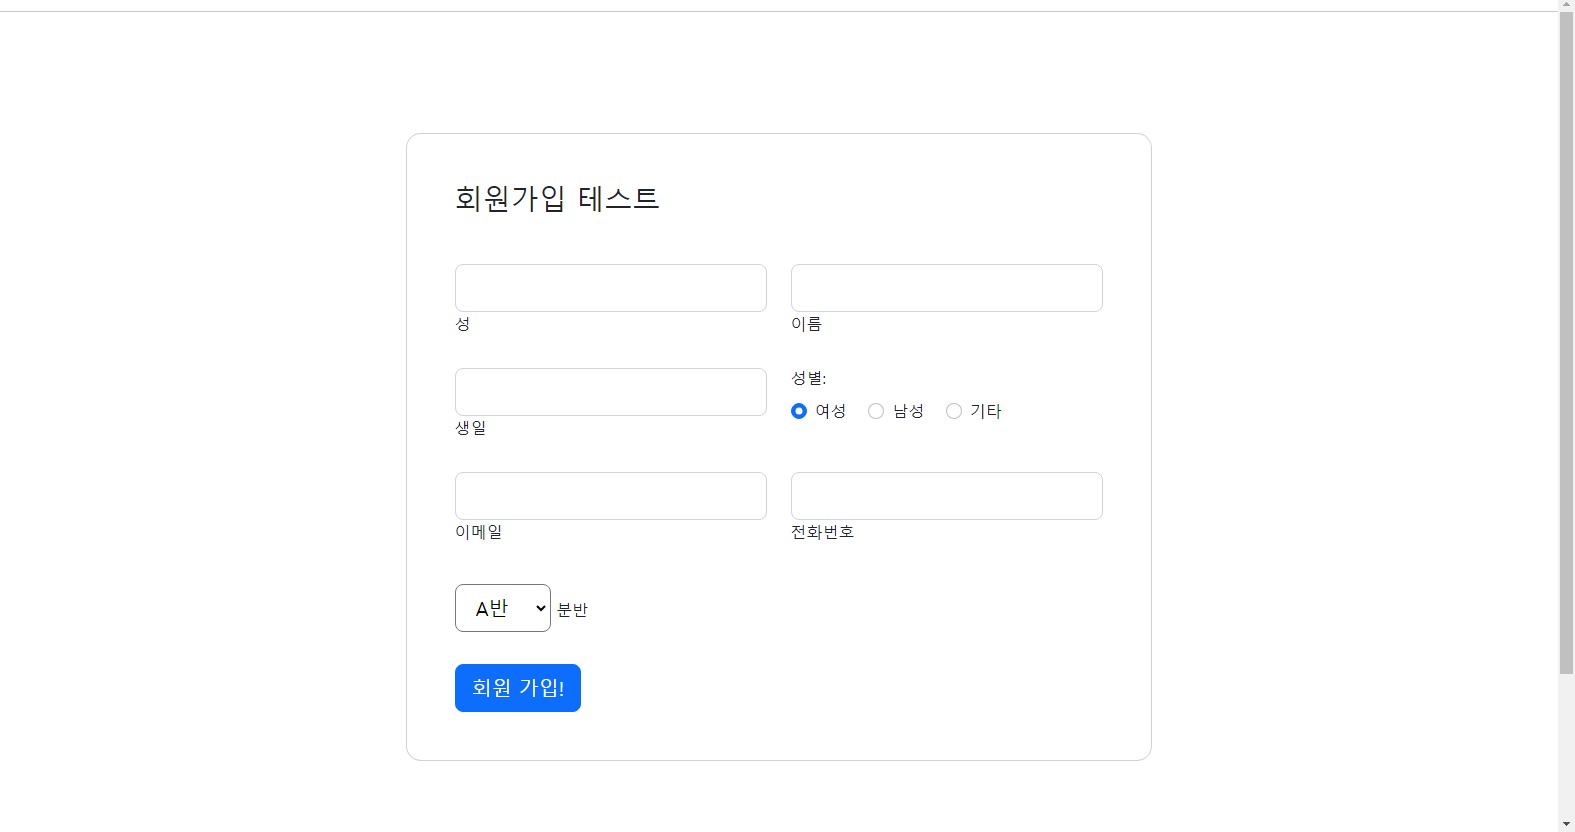 회원가입 테스트
성
이름
성별:
여성 남성 기타
생일
이메일
전화번호
A반 분반
회원 가입!